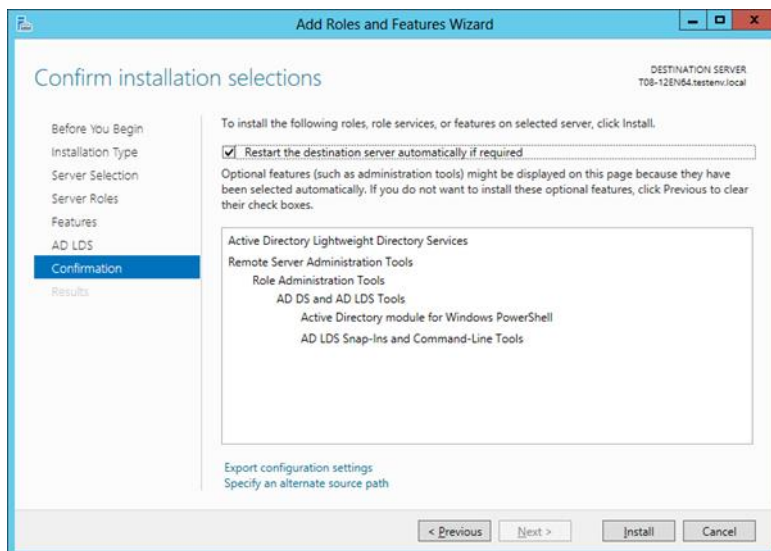 Add Roles and Features Wizard
Confirm installation selections
DESTINATION SERVER
T08-12EN64.testenv.local
Before You Begin
Installation Type
Server Selection
Server Roles
Features
AD LDS
Confirmation
Results
To install the following roles, role services, or features on selected server, click Install.
Restart the destination server automatically if required
Optional features (such as administration tools) might be displayed on this page because they have
been selected automatically. If you do not want to install these optional features, click Previous to clear
their check boxes.
Active Directory Lightweight Directory Services
Remote Server Administration Tools
Role Administration Tools
AD DS and AD LDS Tools
Active Directory module for Windows PowerShell
AD LDS Snap-Ins and Command-Line Tools
Export configuration settings
Specify an alternate source path
< Previous
Next >
Install
Cancel